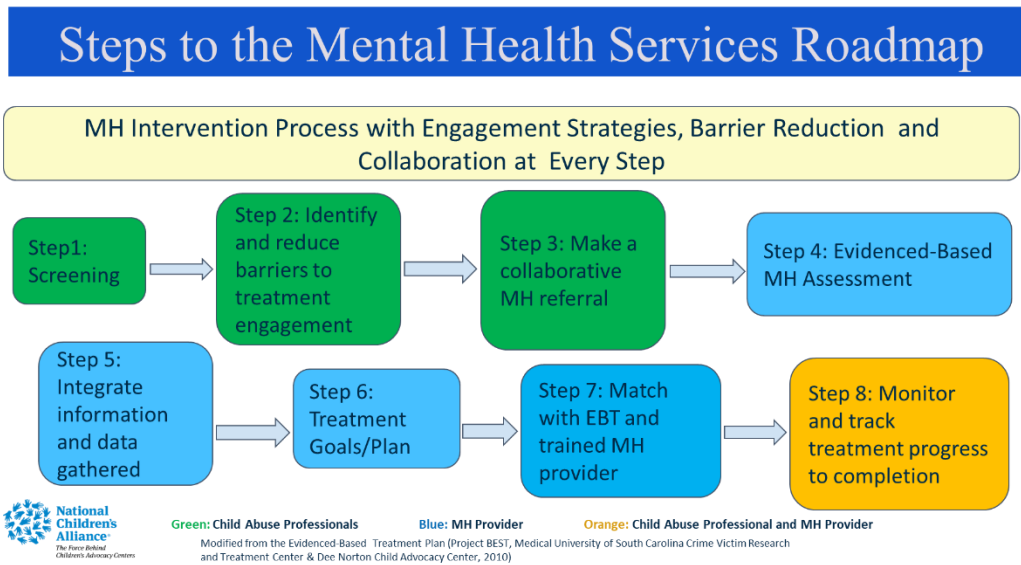 Steps to the Mental Health Services Roadmap
MH Intervention Process with Engagement Strategies, Barrier Reduction and
Collaboration at Every Step
Step1:
Screening
Step 2: Identify
and reduce
barriers to
treatment
engagement
Step 3: Make a
collaborative
MH referral
Step 4: Evidenced-Based
MH Assessment
Step 5:
Integrate
information
and data
gathered
Step 6:
Treatment
Goals/Plan
Step 7: Match
with EBT and
trained MH
provider
Step 8: Monitor
and track
treatment progress
to completion
National
Children's
Alliance®
The Force Behind
Children's Advocacy Centers
Green: Child Abuse Professionals
Blue: MH Provider
Orange: Child Abuse Professional and MH Provider
Modified from the Evidenced-Based Treatment Plan (Project BEST, Medical University of South Carolina Crime Victim Research
and Treatment Center & Dee Norton Child Advocacy Center, 2010)